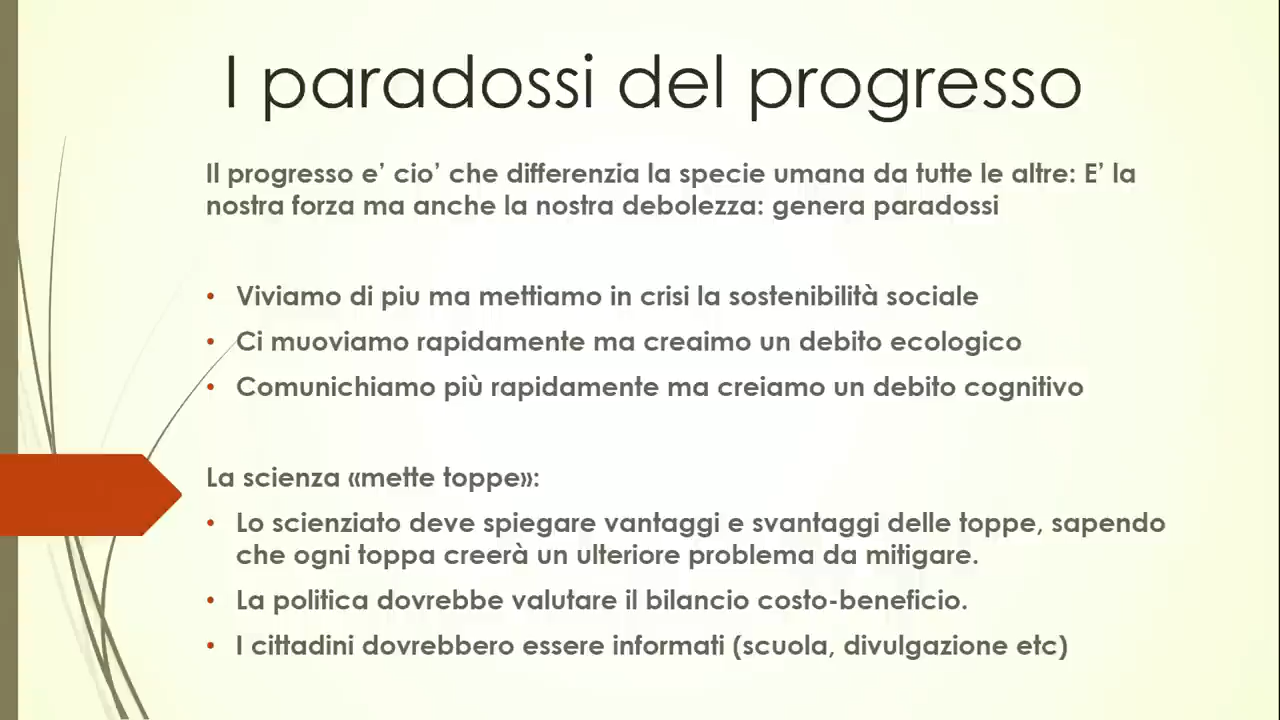 I paradossi del progresso
Il progresso e’ cio’ che differenzia la specie umana da tutte le altre: E’ la
nostra forza ma anche la nostra debolezza: genera paradossi
• Viviamo di piu ma mettiamo in crisi la sostenibilità sociale
• Ci muoviamo rapidamente ma creaimo un debito ecologico
• Comunichiamo più rapidamente ma creiamo un debito cognitivo
La scienza «mette toppe»:
• Lo scienziato deve spiegare vantaggi e svantaggi delle toppe, sapendo
che ogni toppa creerà un ulteriore problema da mitigare.
• La politica dovrebbe valutare il bilancio costo-beneficio.
• I cittadini dovrebbero essere informati (scuola, divulgazione etc)